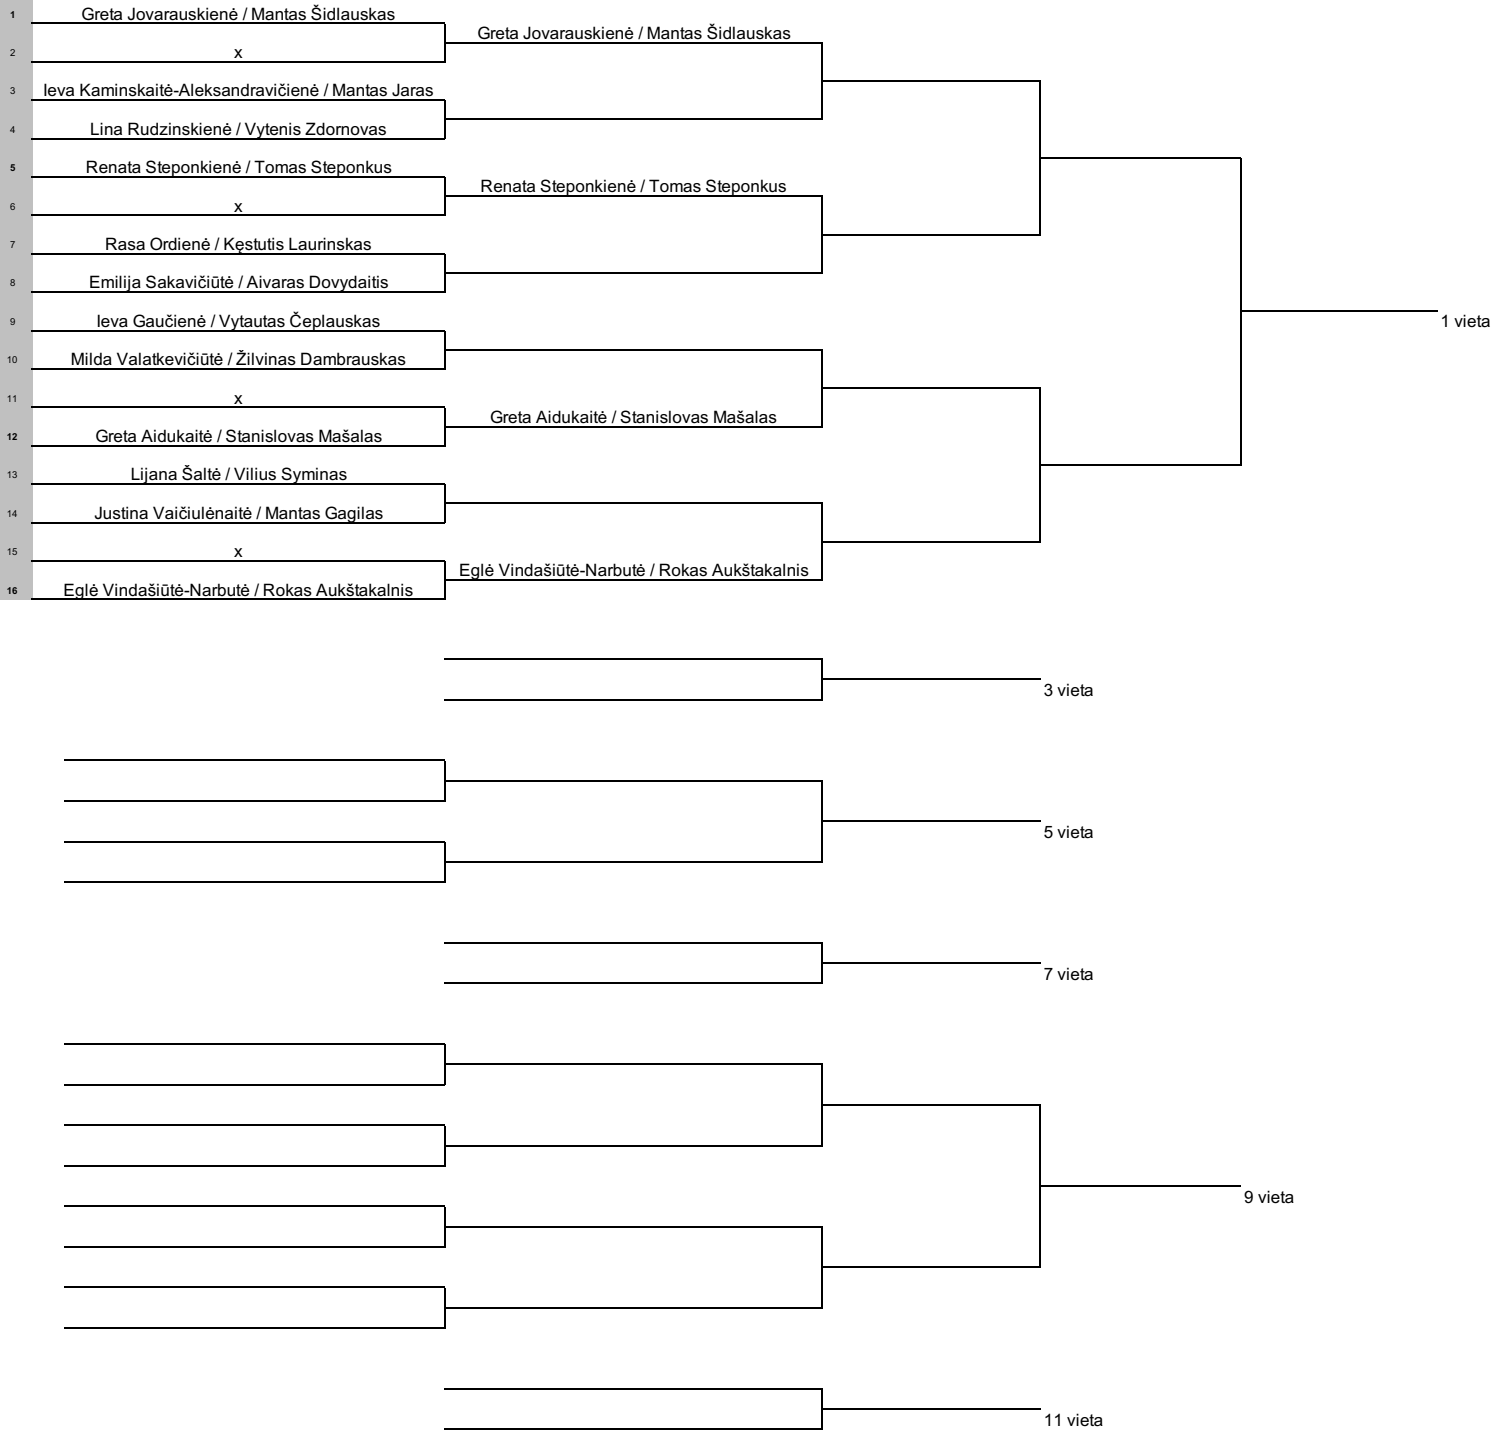 1 Greta Jovarauskienė / Mantas Šidlauskas
Greta Jovarauskienė / Mantas Šidlauskas
2 x
3 Ieva Kaminskaitė-Aleksandravičienė / Mantas Jaras
4 Lina Rudzinskienė / Vytenis Zdornovas
5 Renata Steponkienė / Tomas Steponkus
Renata Steponkienė / Tomas Steponkus
6 x
7 Rasa Ordienė / Kęstutis Laurinskas
8 Emilija Sakavičiūtė / Aivaras Dovydaitis
9 Ieva Gaučienė / Vytautas Čeplauskas
1 vieta
10 Milda Valatkevičiūtė / Žilvinas Dambrauskas
11 x
Greta Aidukaitė / Stanislovas Mašalas
12 Greta Aidukaitė / Stanislovas Mašalas
13 Lijana Šaltė / Vilius Syminas
14 Justina Vaičiulėnaitė / Mantas Gagilas
15 x
Eglė Vindašiūtė-Narbutė / Rokas Aukštakalnis
16 Eglė Vindašiūtė-Narbutė / Rokas Aukštakalnis
3 vieta
5 vieta
7 vieta
9 vieta
11 vieta